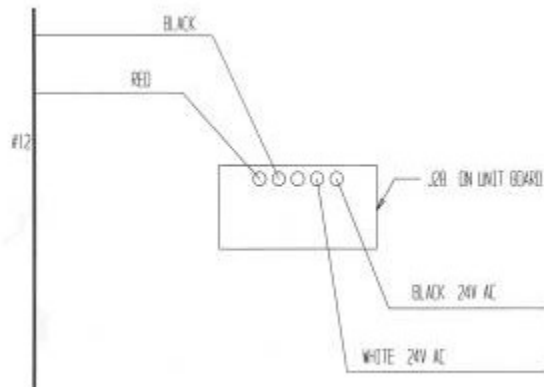 BLACK
RED
#12
J28 ON UNIT BOARD
BLACK 24V AC
WHITE 24V AC